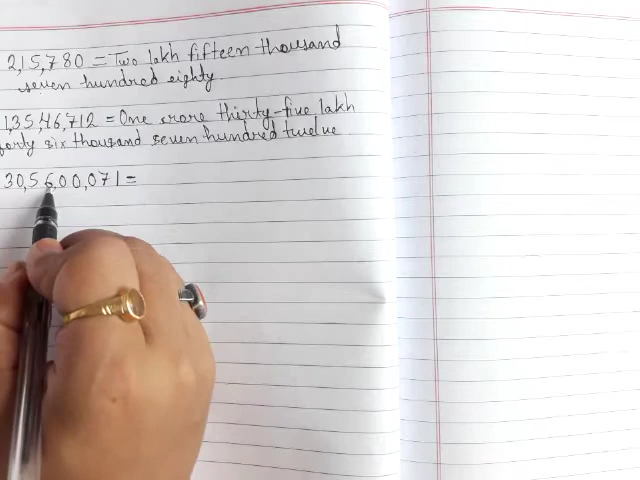 2,15,780 = Two lakh fifteen thousand
seven hundred eighty
1,35,46,712 = One crore thirty-five lakh
forty six thousand seven hundred twelve
30,56,00,071 =